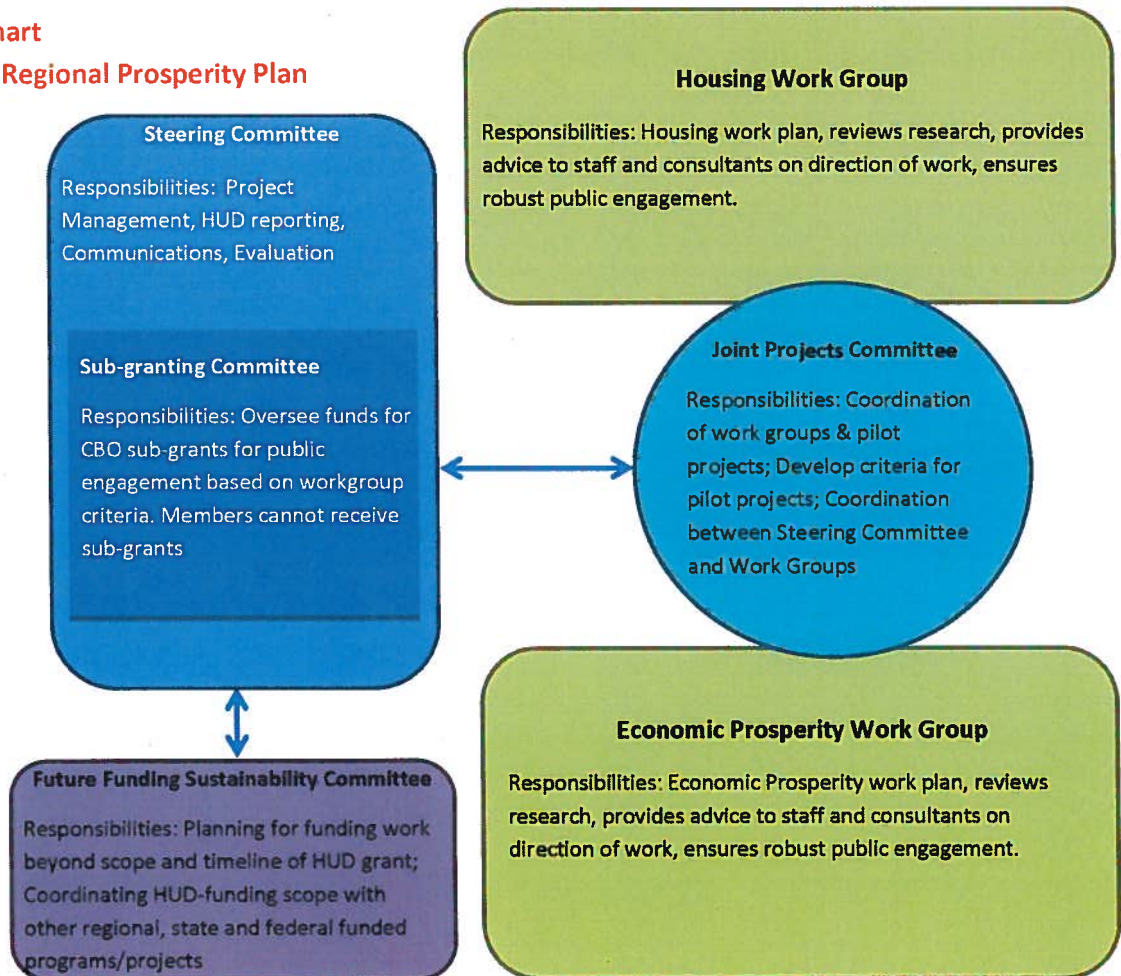 Regional Prosperity Plan
Steering Committee
Responsibilities: Project
Management, HUD reporting,
Communications, Evaluation
Sub-granting Committee
Responsibilities: Oversee funds for
CBO sub-grants for public
engagement based on workgroup
criteria. Members cannot receive
sub-grants
Future Funding Sustainability Committee
Responsibilities: Planning for funding work
beyond scope and timeline of HUD grant;
Coordinating HUD-funding scope with
other regional, state and federal funded
programs/projects
Housing Work Group
Responsibilities: Housing work plan, reviews research, provides
advice to staff and consultants on direction of work, ensures
robust public engagement.
Joint Projects Committee
Responsibilities: Coordination
of work groups & pilot
projects; Develop criteria for
pilot projects; Coordination
between Steering Committee
and Work Groups
Economic Prosperity Work Group
Responsibilities: Economic Prosperity work plan, reviews
research, provides advice to staff and consultants on
direction of work, ensures robust public engagement.